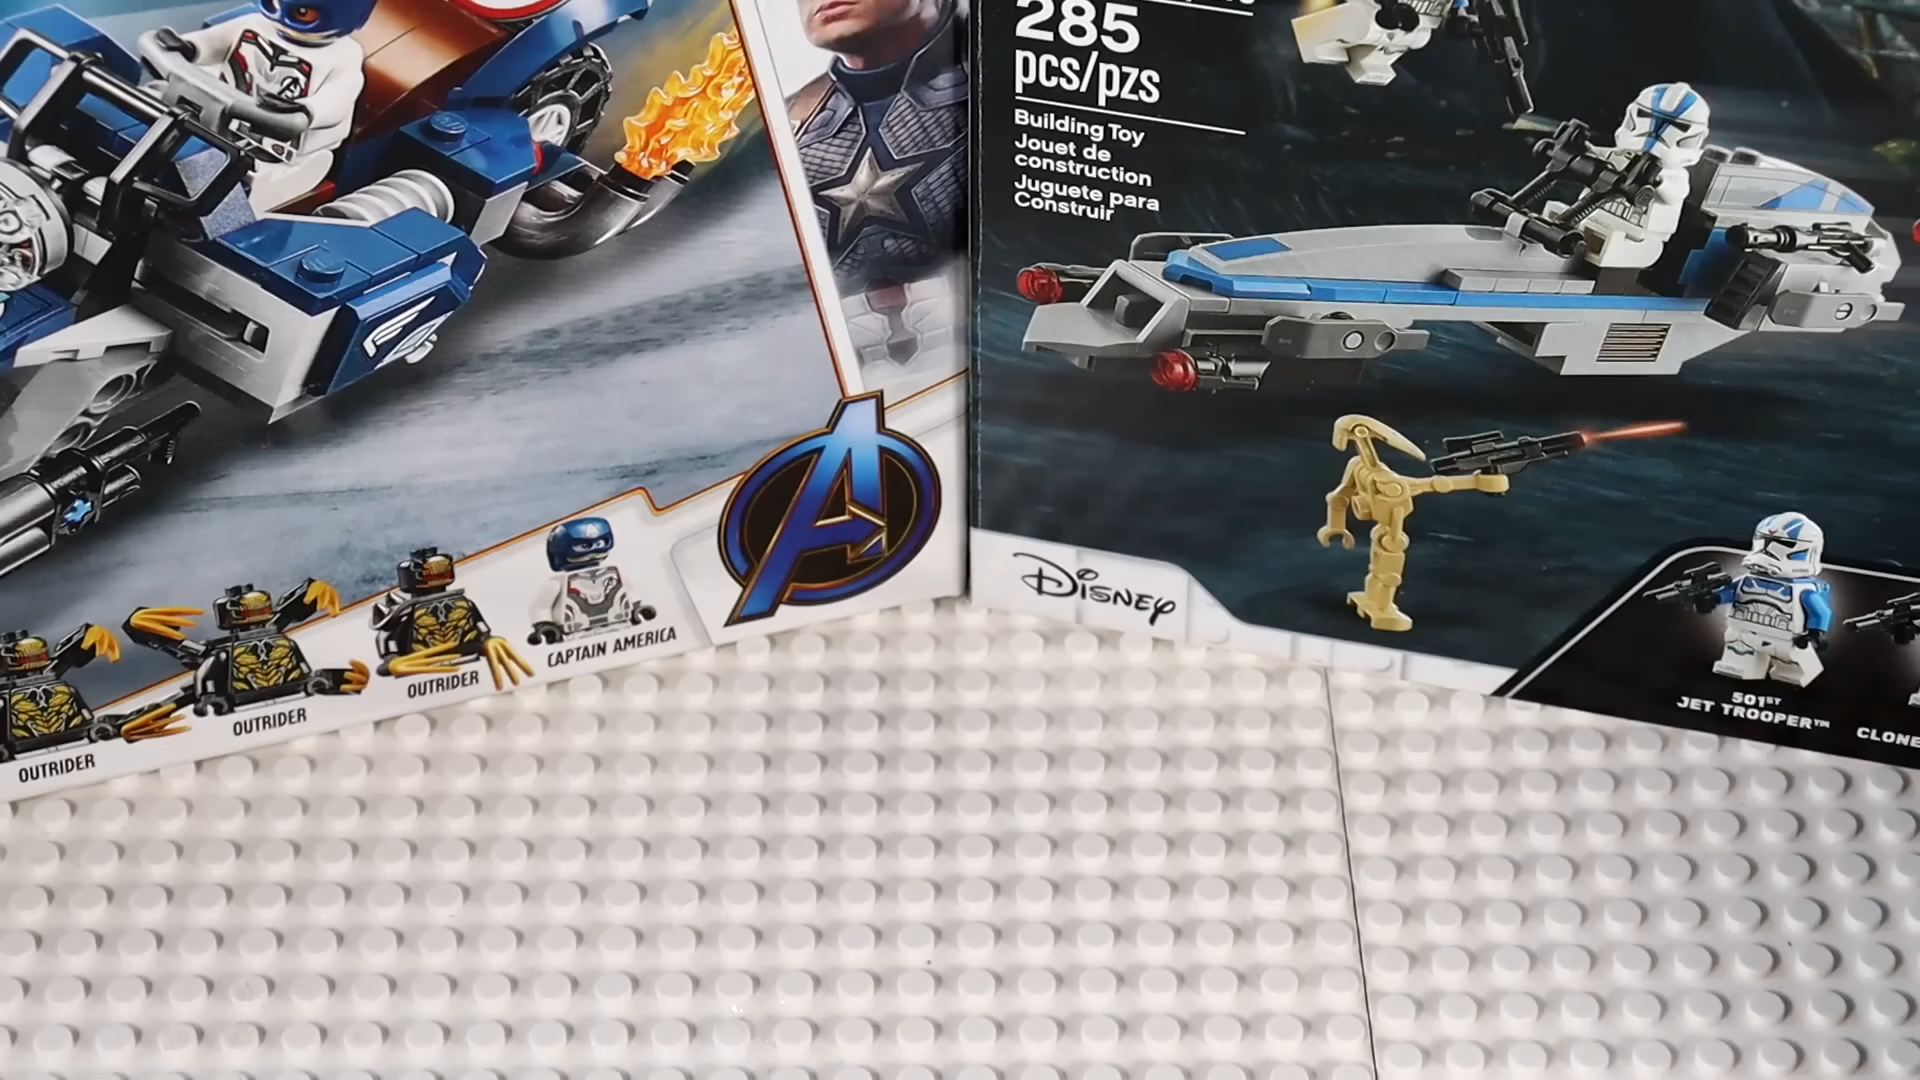 OUTRIDER
OUTRIDER
OUTRIDER
CAPTAIN AMERICA
285
pcs/pzs
Building Toy
Jouet de
construction
Juguete para
Construir
DISNEY
501ST
JET TROOPER™
CLONE